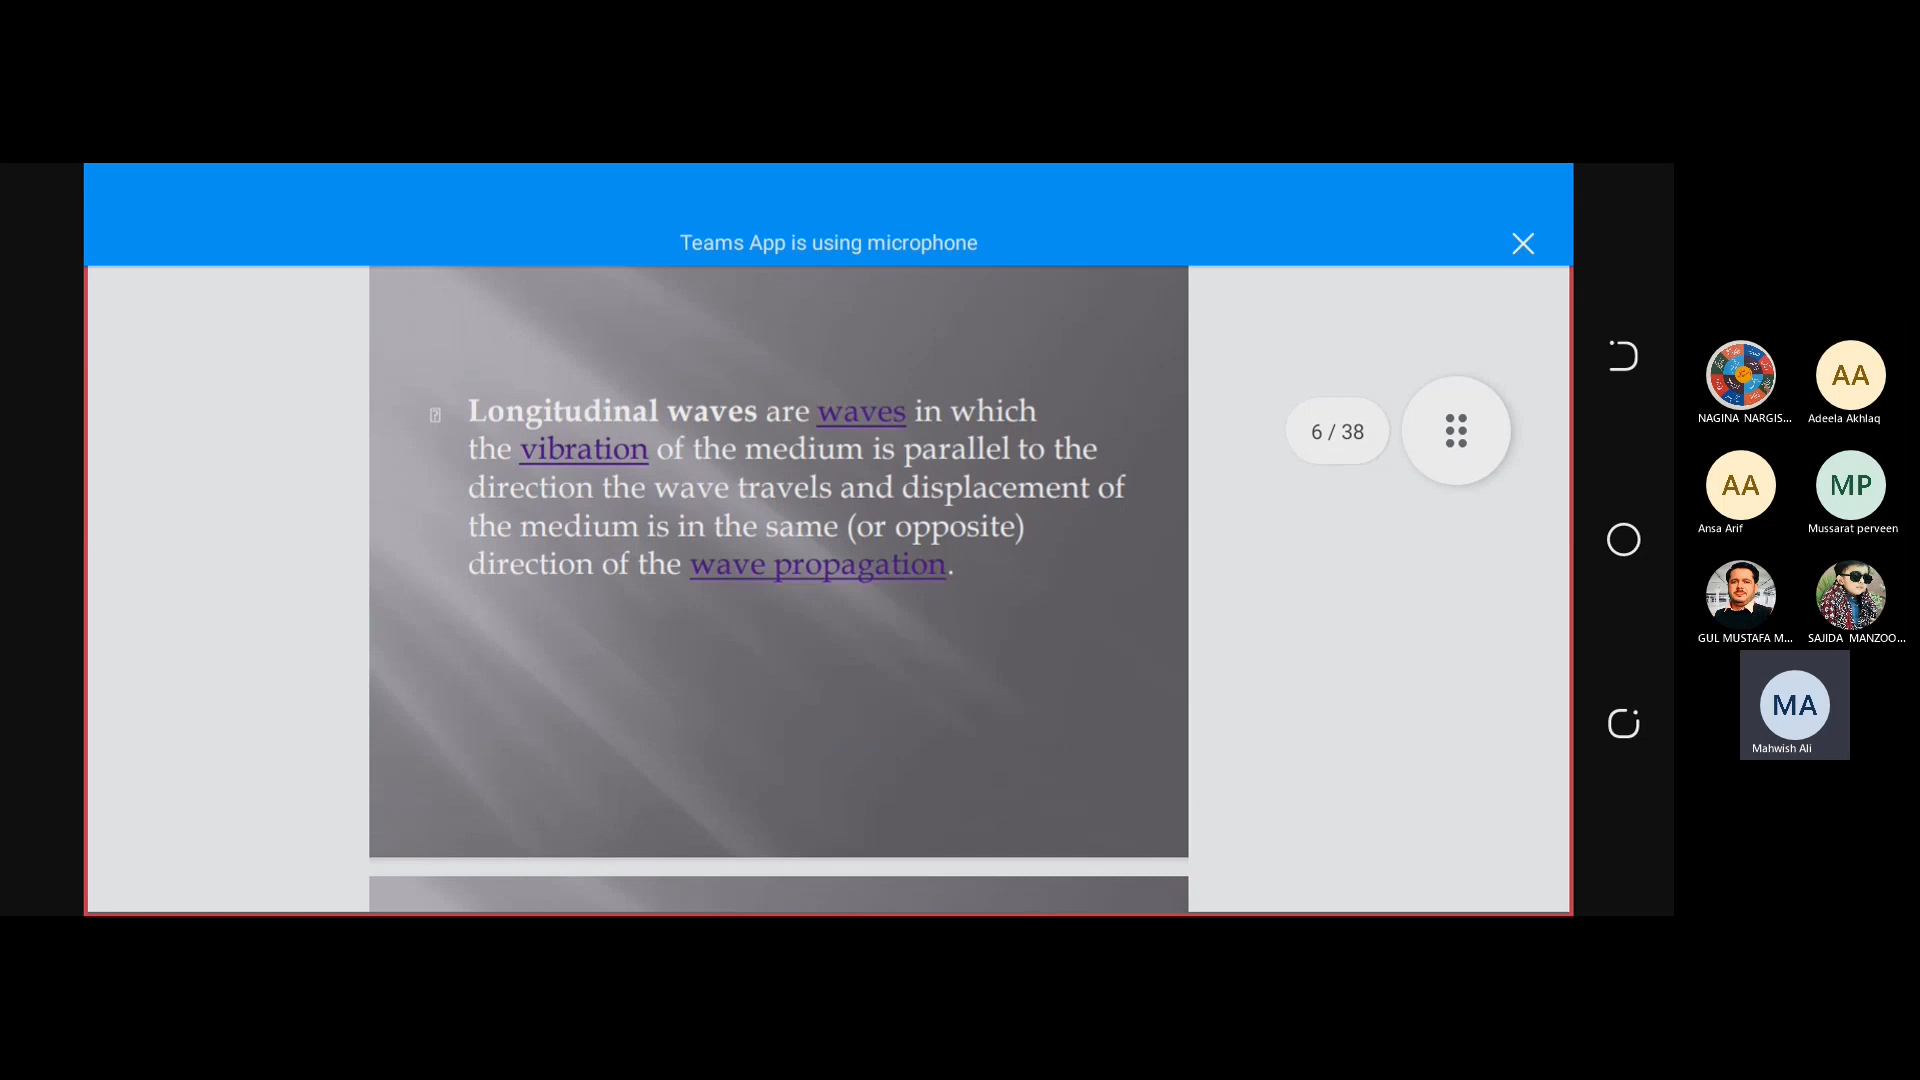 Teams App is using microphone
Longitudinal waves are waves in which
the vibration of the medium is parallel to the
direction the wave travels and displacement of
the medium is in the same (or opposite)
direction of the wave propagation.
6 / 38
NAGINA NARGIS...
AA
Adeela Akhlaq
AA
Ansa Arif
MP
Mussarat perveen
GUL MUSTAFA M...
SAJIDA MANZOO...
MA
Mahwish Ali